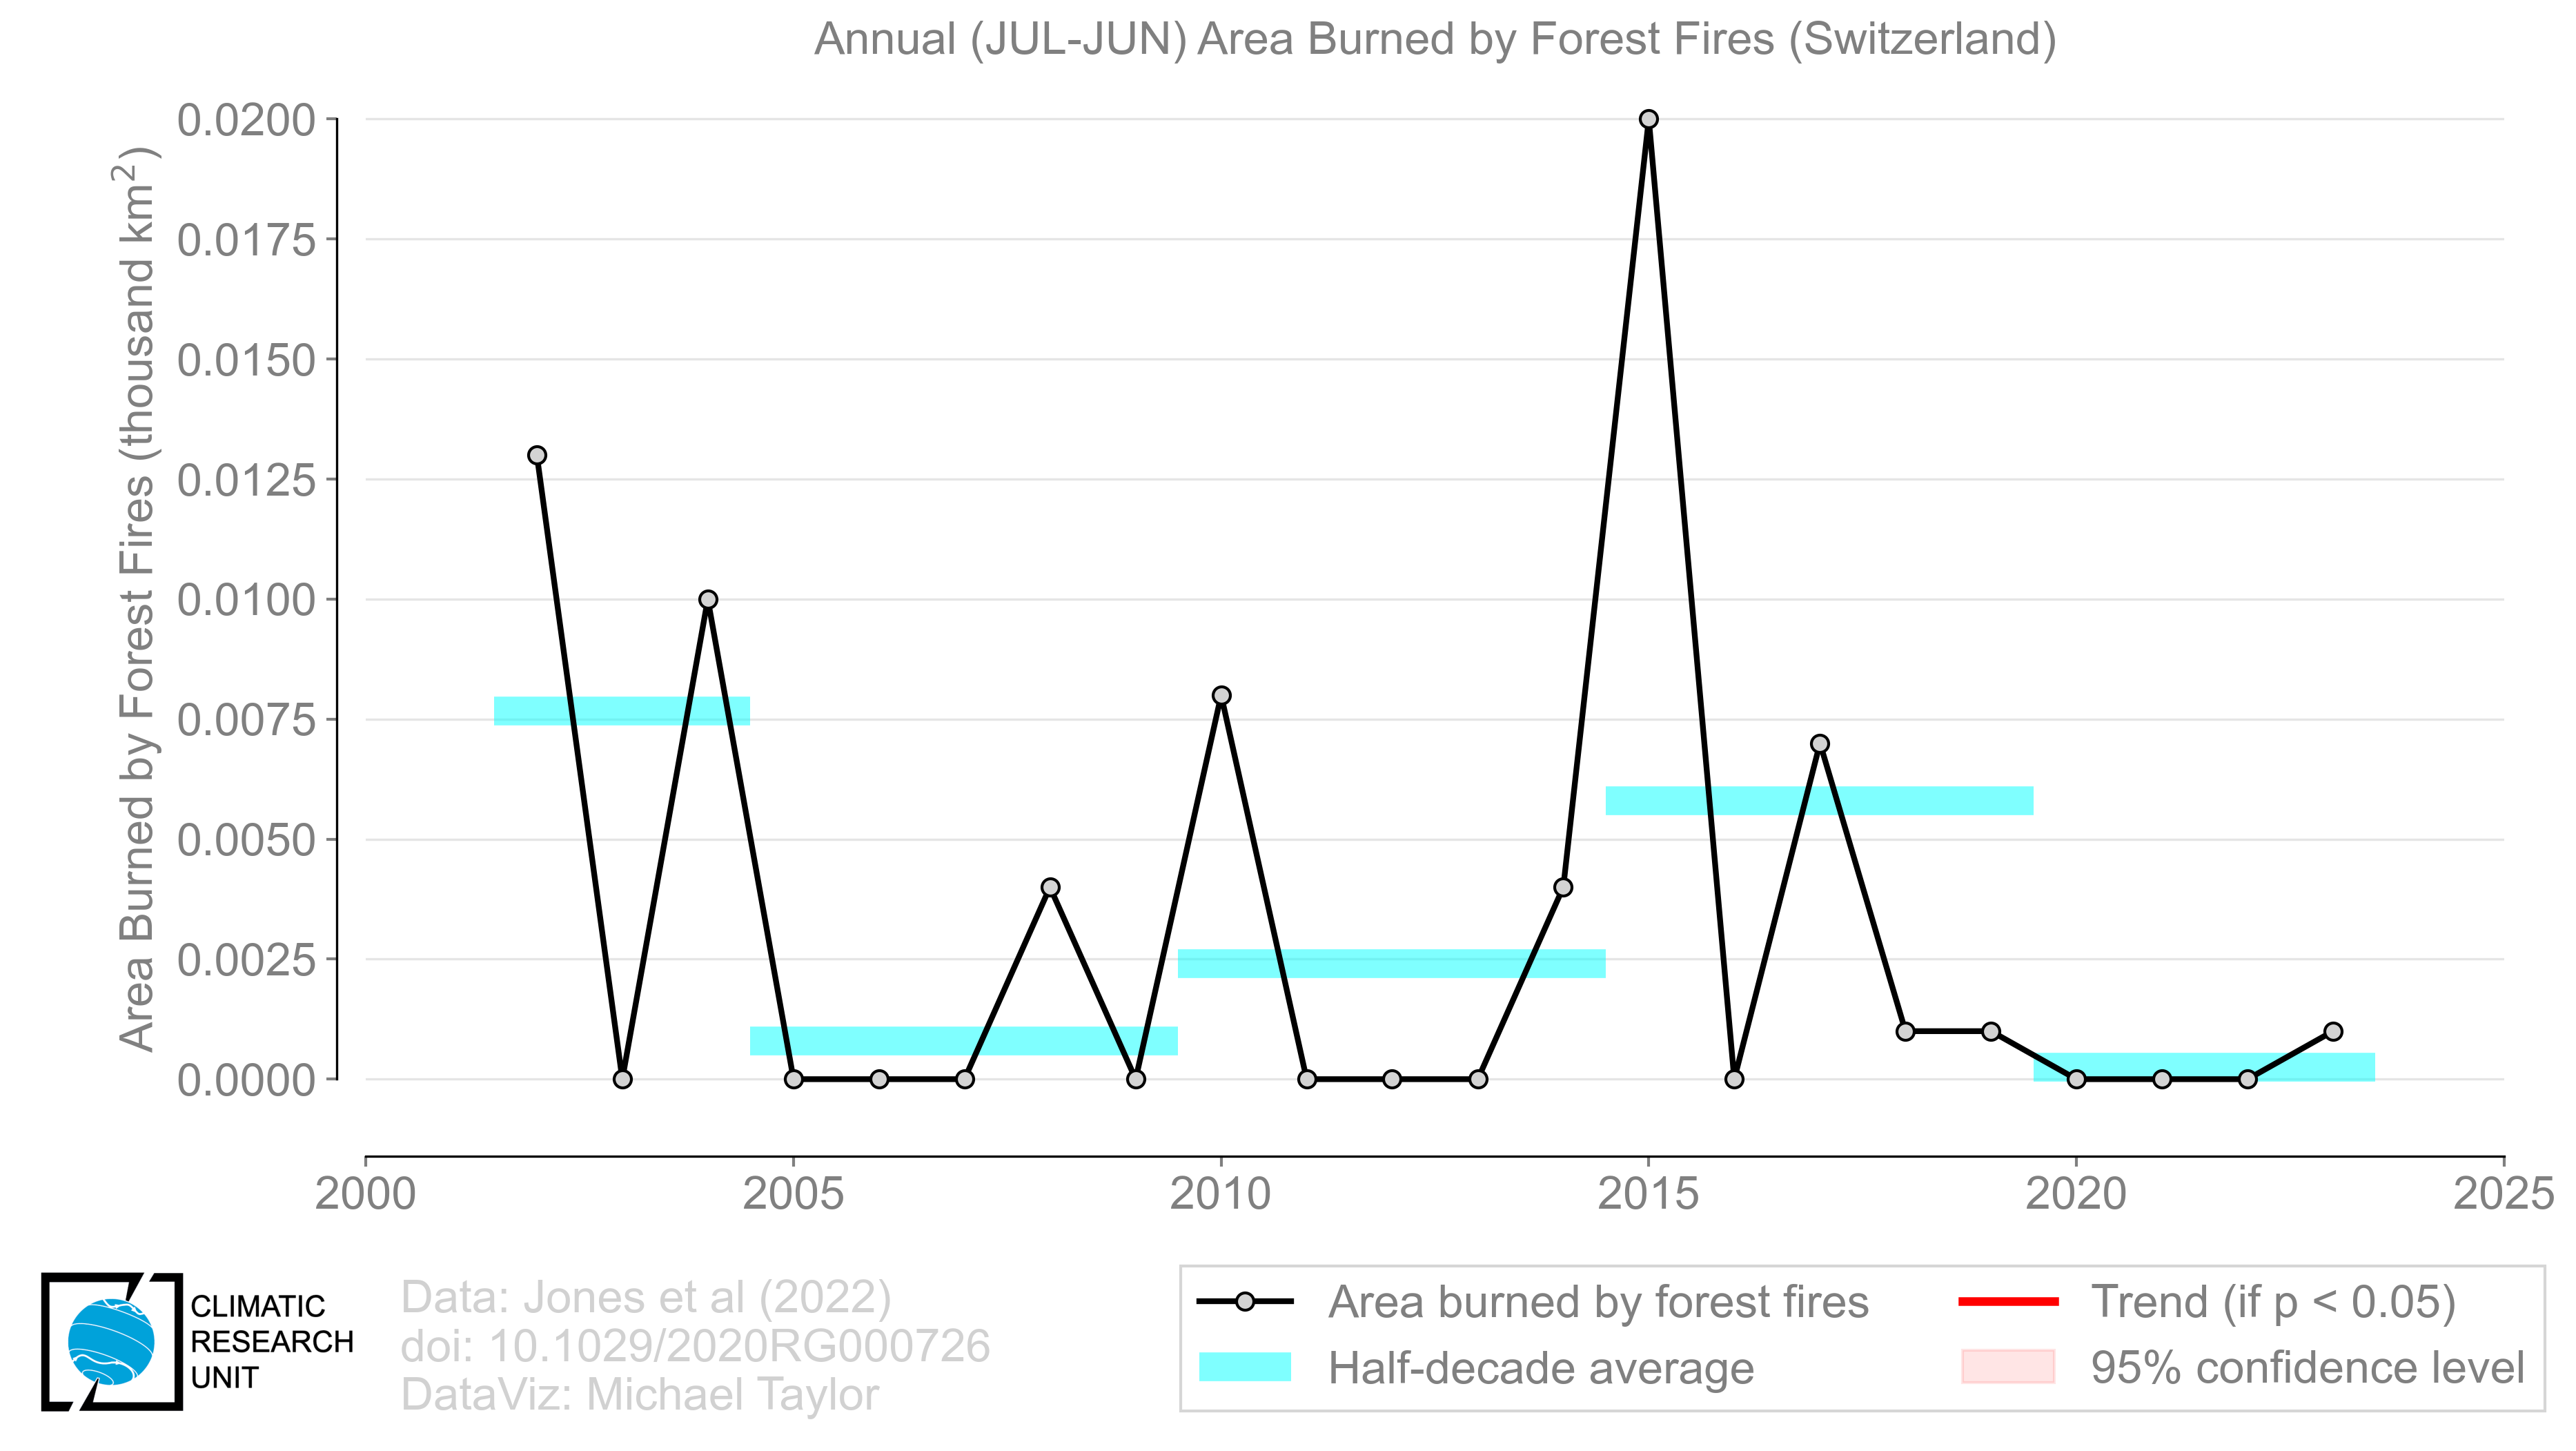 Annual (JUL-JUN) Area Burned by Forest Fires (Switzerland)
Area Burned by Forest Fires (thousand km²)
0.0200
0.0175
0.0150
0.0125
0.0100
0.0075
0.0050
0.0025
0.0000
2000 2005 2010 2015 2020 2025
CLIMATIC
RESEARCH
UNIT
Data: Jones et al (2022)
doi: 10.1029/2020RG000726
DataViz: Michael Taylor
Area burned by forest fires
Half-decade average
Trend (if p < 0.05)
95% confidence level